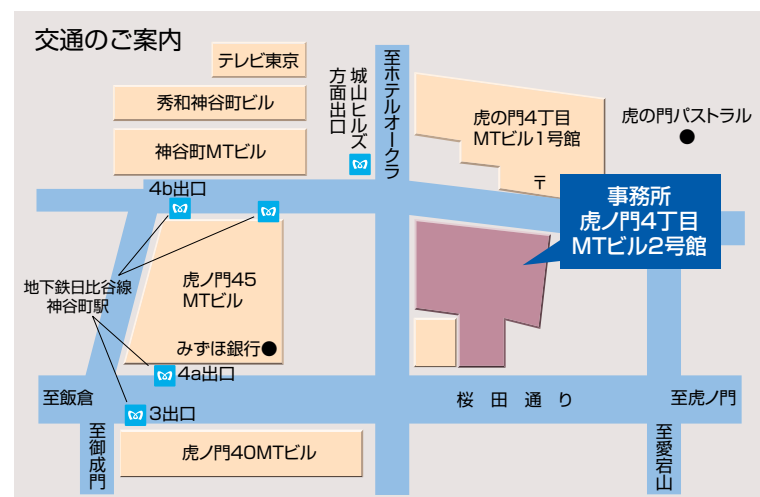 交通のご案内
テレビ東京
秀和神谷町ビル
神谷町MTビル
城山ヒルズ
方面出口
至ホテルオークラ
虎の門4丁目
MTビル1号館
〒
虎の門パストラル
事務所
虎ノ門4丁目
MTビル2号館
4b出口
地下鉄日比谷線
神谷町駅
虎ノ門45
MTビル
みずほ銀行
4a出口
至飯倉
桜田通り
至虎ノ門
3出口
至御成門
虎ノ門40MTビル
至愛宕山